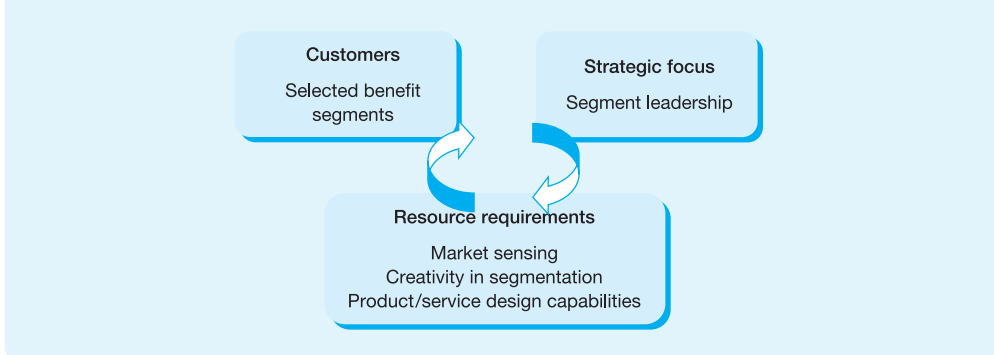 Customers
Selected benefit
segments
Strategic focus
Segment leadership
Resource requirements
Market sensing
Creativity in segmentation
Product/service design capabilities